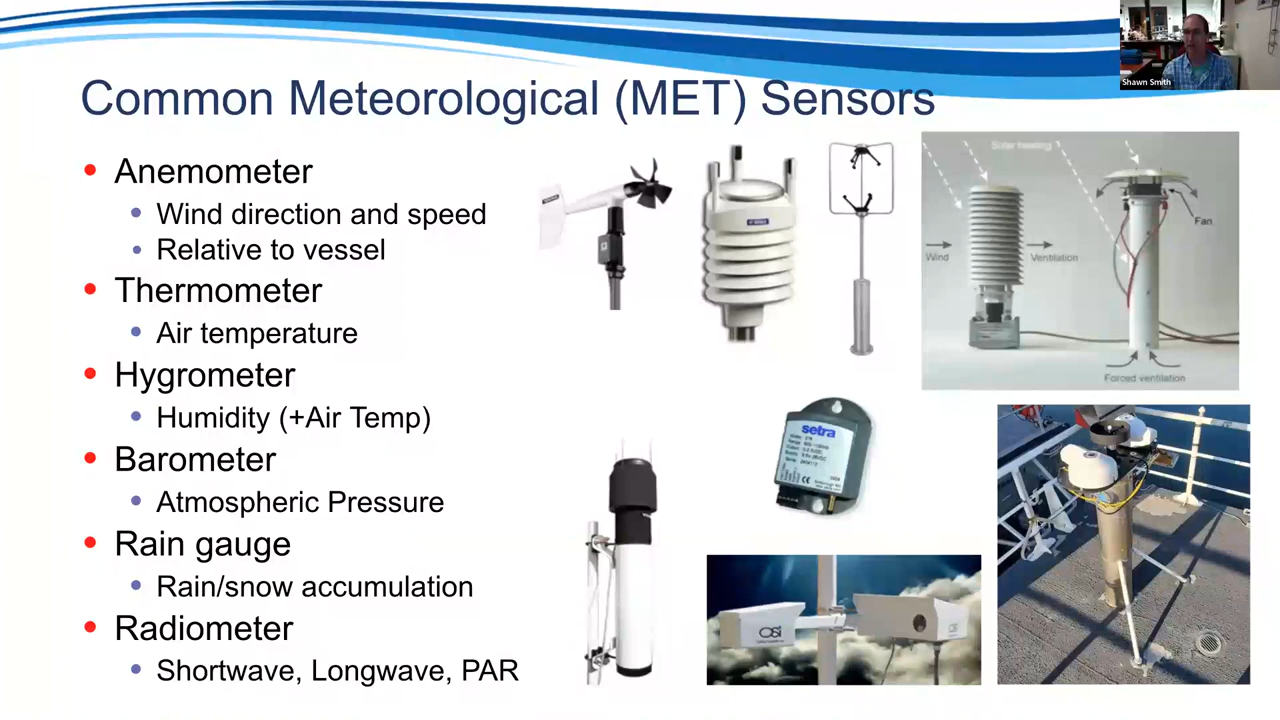 Shawn Smith
Common Meteorological (MET) Sensors
• Anemometer
• Wind direction and speed
• Relative to vessel
• Thermometer
• Air temperature
• Hygrometer
• Humidity (+Air Temp)
• Barometer
• Atmospheric Pressure
• Rain gauge
• Rain/snow accumulation
• Radiometer
• Shortwave, Longwave, PAR
Solar heating
Fan
Wind
Ventilation
Forced ventilation
setra
OSi